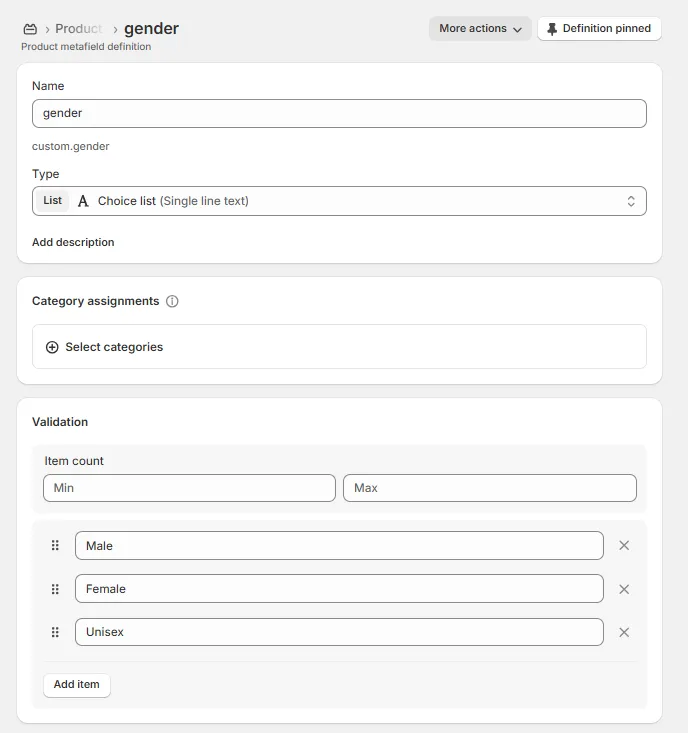 Product gender
More actions
Definition pinned
Product metafield definition
Name
gender
custom.gender
Type
List A Choice list (Single line text)
Add description
Category assignments
Select categories
Validation
Item count
Min
Max
Male
Female
Unisex
Add item